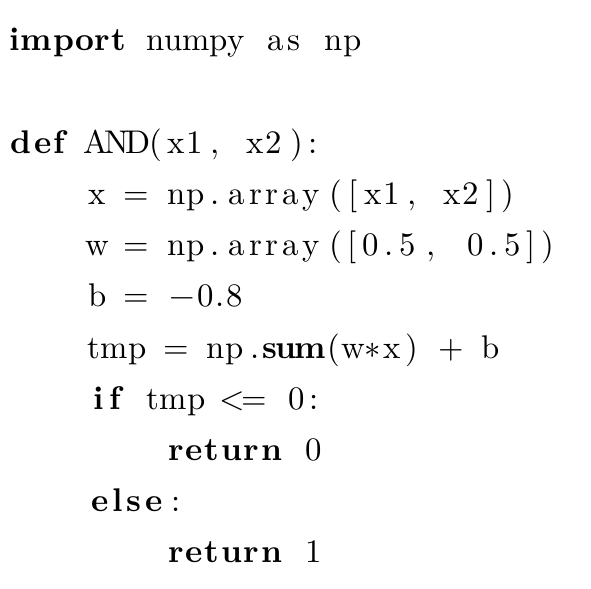 import numpy as np

def AND(x1, x2):
    x = np.array([x1, x2])
    w = np.array([0.5, 0.5])
    b = −0.8
    tmp = np.sum(w*x) + b
    if tmp <= 0:
        return 0
    else:
        return 1